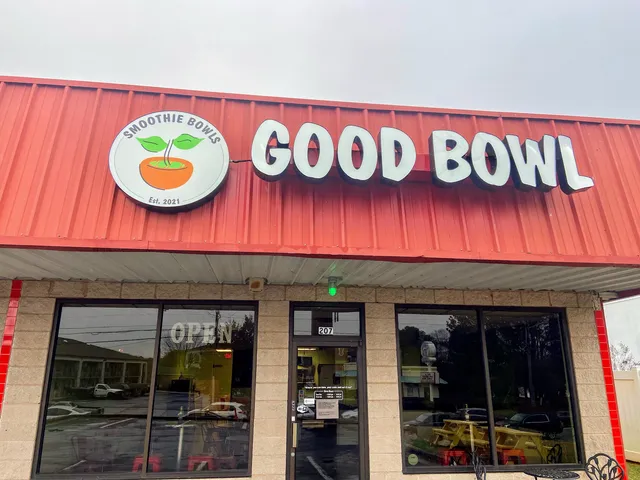 SMOOTHIE BOWLS
Est. 2021
GOOD BOWL
OPEN
207